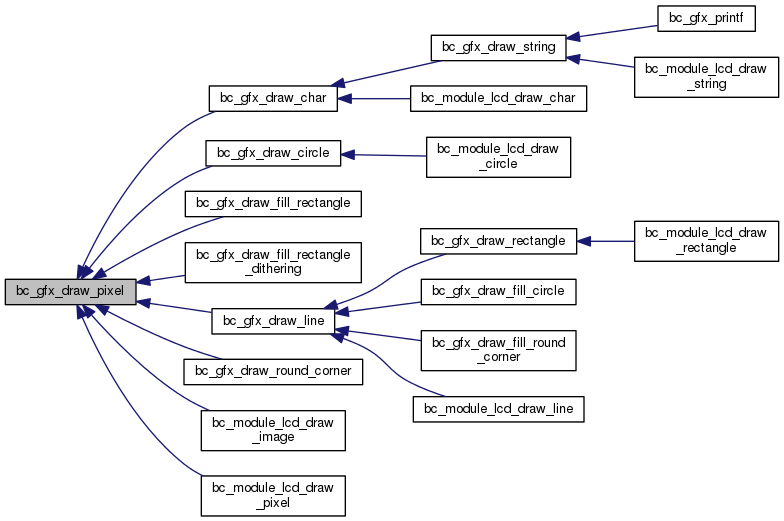 bc_gfx_printf
bc_gfx_draw_string
bc_module_lcd_draw
_string
bc_gfx_draw_char
bc_module_lcd_draw_char
bc_gfx_draw_circle
bc_module_lcd_draw
_circle
bc_gfx_draw_fill_rectangle
bc_gfx_draw_rectangle
bc_module_lcd_draw
_rectangle
bc_gfx_draw_fill_rectangle
_dithering
bc_gfx_draw_pixel
bc_gfx_draw_fill_circle
bc_gfx_draw_line
bc_gfx_draw_fill_round
_corner
bc_gfx_draw_round_corner
bc_module_lcd_draw_line
bc_module_lcd_draw
_image
bc_module_lcd_draw
_pixel